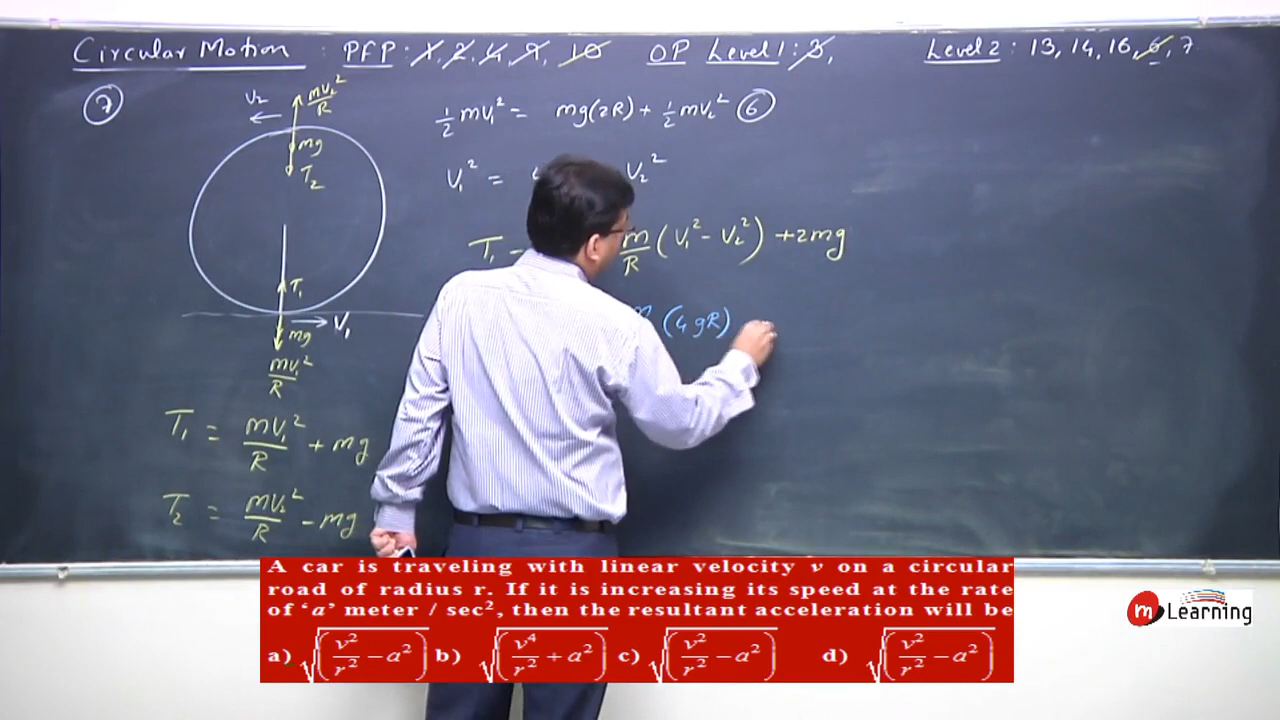 Circular Motion : PFP : 1, 2, 4, 9, 10 OP Level 1 : 3, Level 2 : 13, 14, 16, 6, 7
7
V₂
mV₂²/R
mg
T₂
T₁
V₁
mg
mV₁²/R
T₁ = mV₁²/R + mg
T₂ = mV₂²/R - mg
½ mV₁² = mg(2R) + ½ mV₂² 6
V₁² = V₂²
T₁ - m/R (V₁² - V₂²) + 2mg
(4gR)
A car is traveling with linear velocity v on a circular
road of radius r. If it is increasing its speed at the rate
of ‘a’ meter / sec², then the resultant acceleration will be
a) √(v²/r² − a²) b) √(v⁴/r² + a²) c) √(v²/r² − a²) d) √(v²/r² − a²)
m Learning